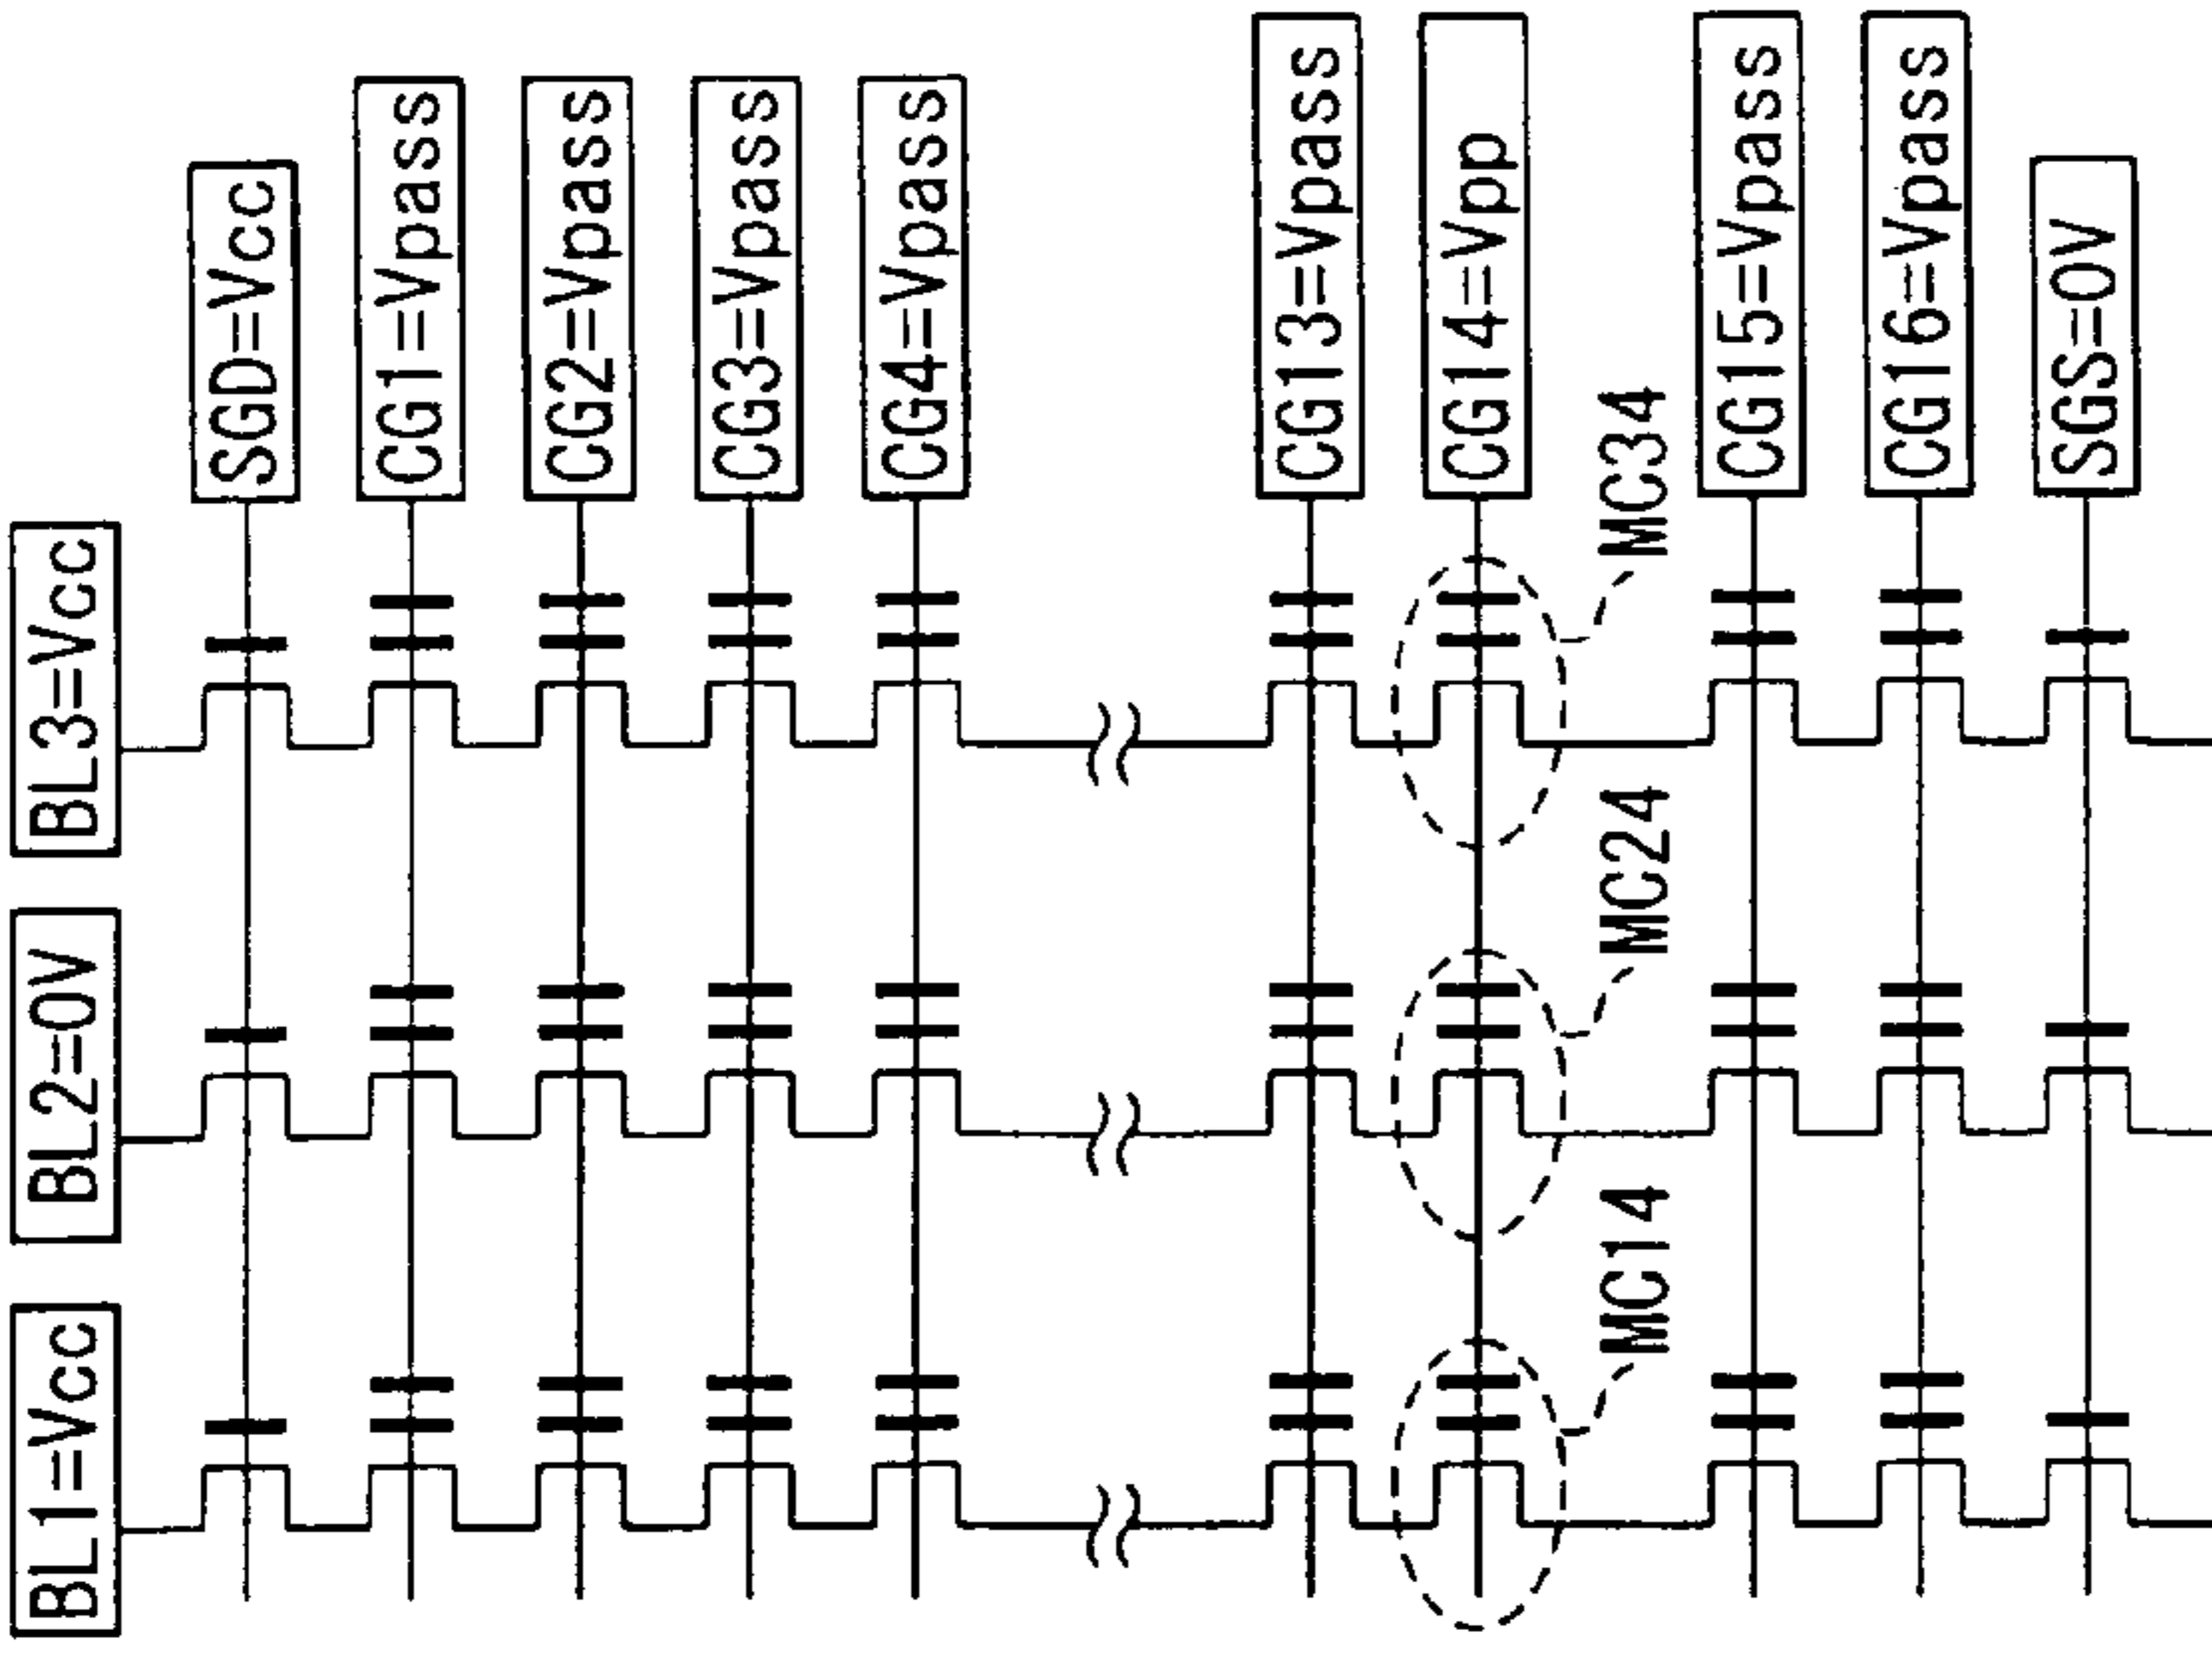 BL1=Vcc
BL2=0V
BL3=Vcc
SGD=Vcc
CG1=Vpass
CG2=Vpass
CG3=Vpass
CG4=Vpass
CG13=Vpass
CG14=Vpp
MC14
MC24
MC34
CG15=Vpass
CG16=Vpass
SGS=0V